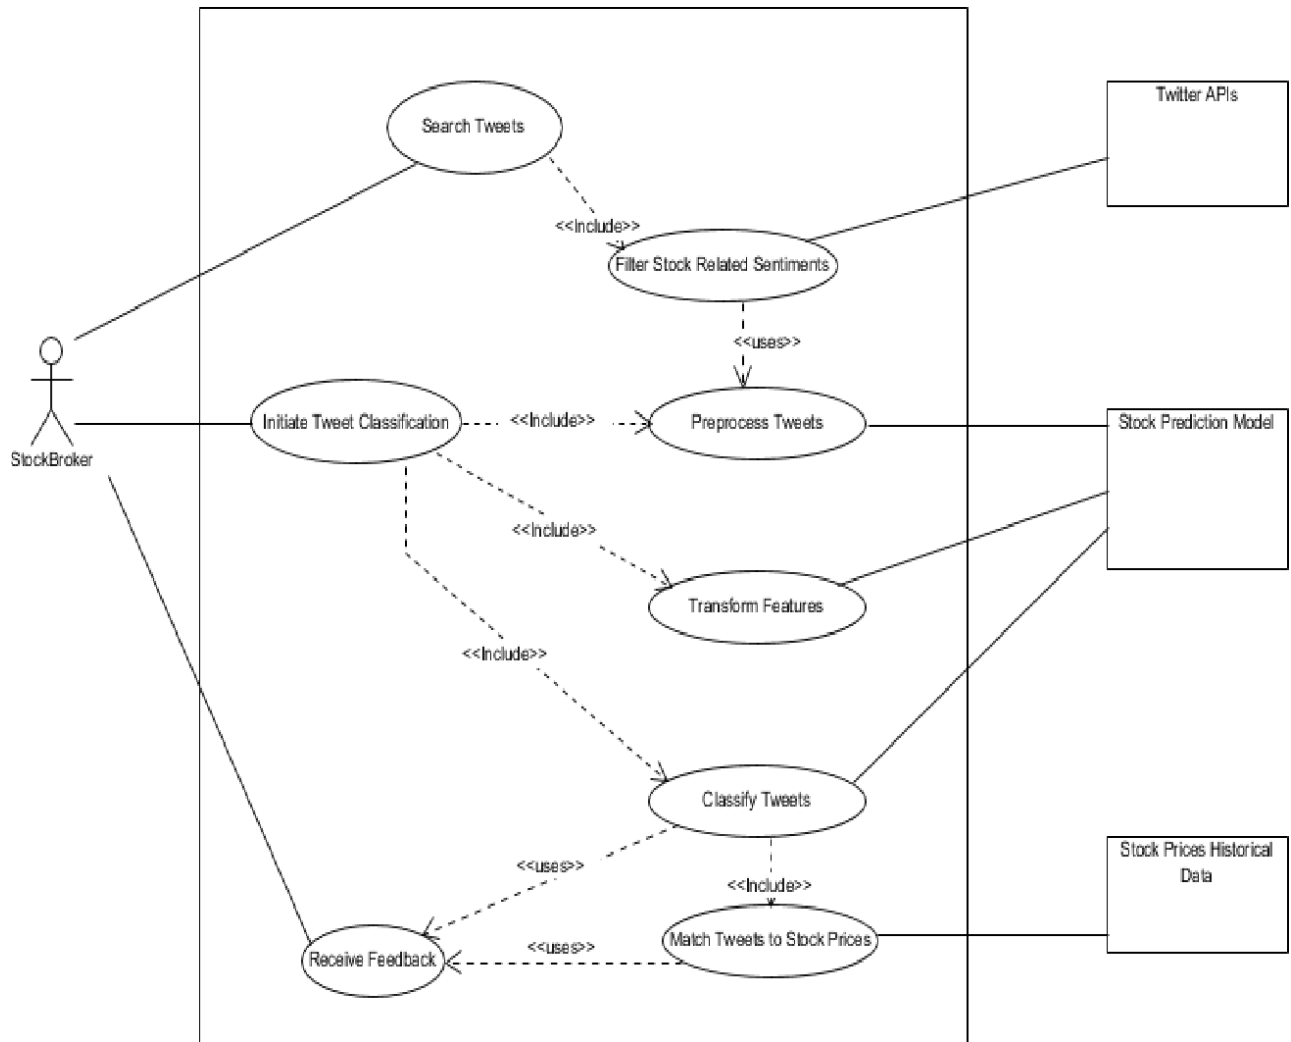 Search Tweets
Twitter APIs
<<Include>>
Filter Stock Related Sentiments
<<uses>>
StockBroker
Initiate Tweet Classification
<<Include>>
Preprocess Tweets
Stock Prediction Model
<<Include>>
Transform Features
<<Include>>
Classify Tweets
<<uses>>
<<Include>>
Stock Prices Historical
Data
Receive Feedback
<<uses>>
Match Tweets to Stock Prices